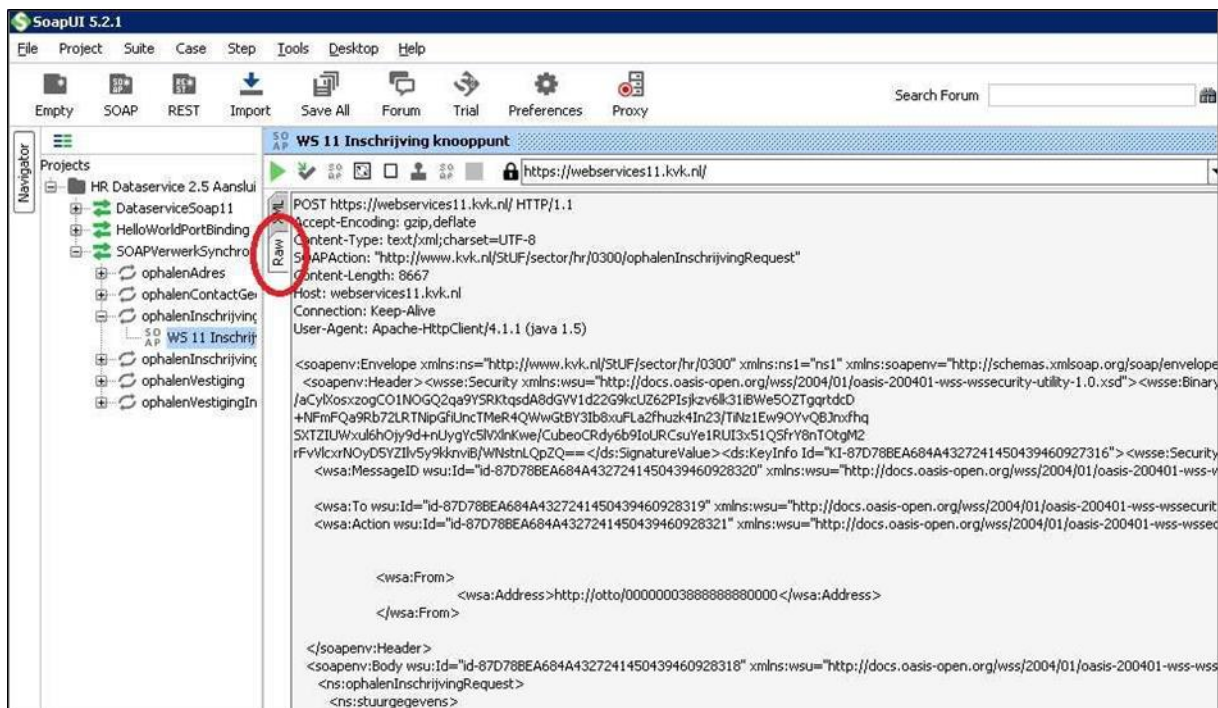 SoapUI 5.2.1
File Project Suite Case Step Tools Desktop Help
Empty SOAP REST Import Save All Forum Trial Preferences Proxy Search Forum
Navigator
Projects
HR Dataservice 2.5 Aanslui
DataserviceSoap11
HelloWorldPortBinding
SOAPVerwerkSynchro
ophalenAdres
ophalenContactGe
ophalenInschrijving
SOAP WS 11 Inschrij
ophalenInschrijving
ophalenVestiging
ophalenVestigingIn
SOAP WS 11 Inschrijving knooppunt
https://webservices11.kvk.nl/
XML
Raw
POST https://webservices11.kvk.nl/ HTTP/1.1
Accept-Encoding: gzip,deflate
Content-Type: text/xml;charset=UTF-8
SOAPAction: "http://www.kvk.nl/StUF/sector/hr/0300/ophalenInschrijvingRequest"
Content-Length: 8667
Host: webservices11.kvk.nl
Connection: Keep-Alive
User-Agent: Apache-HttpClient/4.1.1 (java 1.5)
<soapenv:Envelope xmlns:ns="http://www.kvk.nl/StUF/sector/hr/0300" xmlns:ns1="ns1" xmlns:soapenv="http://schemas.xmlsoap.org/soap/envelope
<soapenv:Header><wsse:Security xmlns:wsu="http://docs.oasis-open.org/wss/2004/01/oasis-200401-wss-wssecurity-utility-1.0.xsd"><wsse:Binary
/aCylXosxzogCO1NOGQ2qa9YSRKtqsdA8dGVV1d22G9kcUZ62PIsjkzv6lk31iBWe5OZTgqrtdcD
+NFmFQa9Rb72LRTNipGfiUncTMeR4QWwGtBY3Ib8xuFLa2fhuzk4In23/TiNz1Ew9OYvQBJnxfhq
SXTZIUWxul6hOjy9d+nUygYc5lVXlnKwe/CubeoCRdy6b9IoURCsuYe1RUI3x51QSfrY8nTOtgM2
rFvVlcxrNOyD5YZIlv5y9kknviB/WNstnLQpZQ==</ds:SignatureValue><ds:KeyInfo Id="KI-87D78BEA684A4327241450439460927316"><wsse:Security
<wsa:MessageID wsu:Id="id-87D78BEA684A4327241450439460928320" xmlns:wsu="http://docs.oasis-open.org/wss/2004/01/oasis-200401-wss-w
<wsa:To wsu:Id="id-87D78BEA684A4327241450439460928319" xmlns:wsu="http://docs.oasis-open.org/wss/2004/01/oasis-200401-wss-wssecurit
<wsa:Action wsu:Id="id-87D78BEA684A4327241450439460928321" xmlns:wsu="http://docs.oasis-open.org/wss/2004/01/oasis-200401-wss-wssec
<wsa:From>
<wsa:Address>http://otto/00000003888888880000</wsa:Address>
</wsa:From>
</soapenv:Header>
<soapenv:Body wsu:Id="id-87D78BEA684A4327241450439460928318" xmlns:wsu="http://docs.oasis-open.org/wss/2004/01/oasis-200401-wss-wss
<ns:ophalenInschrijvingRequest>
<ns:stuurgegevens>